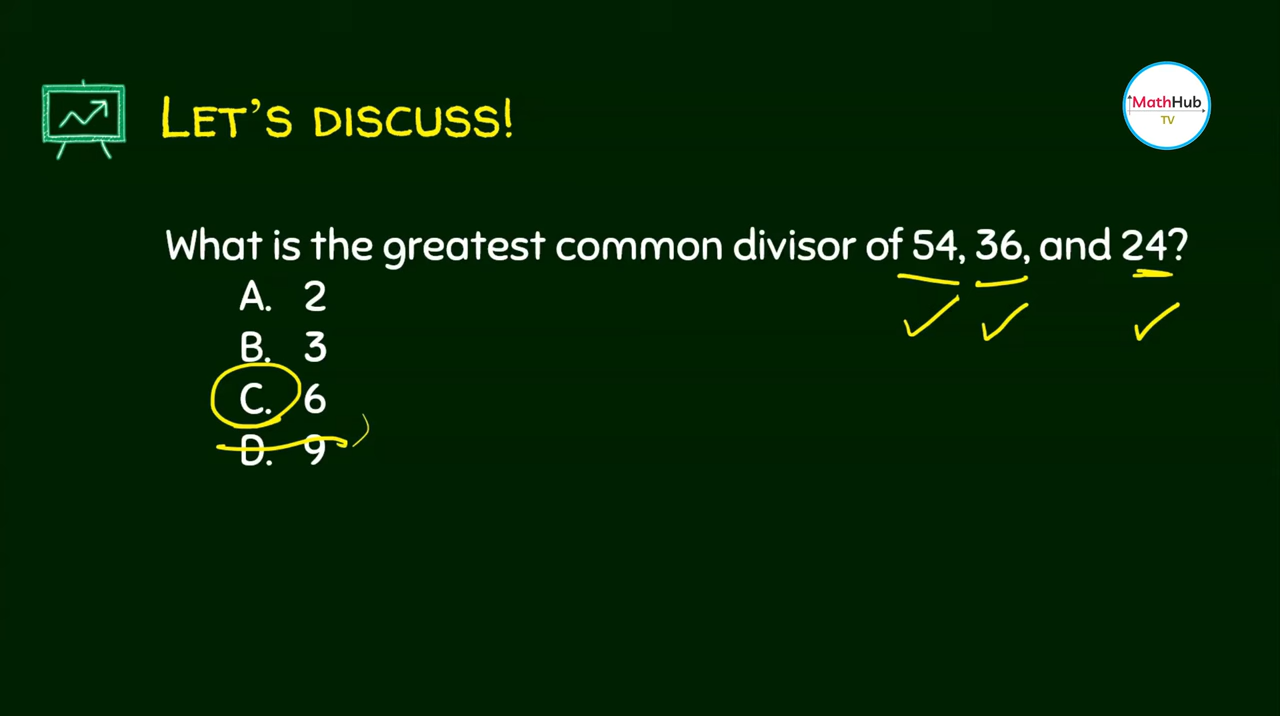 MathHub
TV
LET'S DISCUSS!
What is the greatest common divisor of 54, 36, and 24?
A. 2
B. 3
C. 6
D. 9